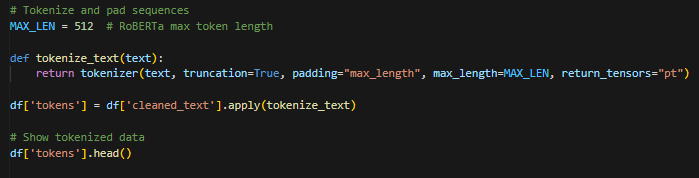 # Tokenize and pad sequences
MAX_LEN = 512  # RoBERTa max token length

def tokenize_text(text):
    return tokenizer(text, truncation=True, padding="max_length", max_length=MAX_LEN, return_tensors="pt")

df['tokens'] = df['cleaned_text'].apply(tokenize_text)

# Show tokenized data
df['tokens'].head()